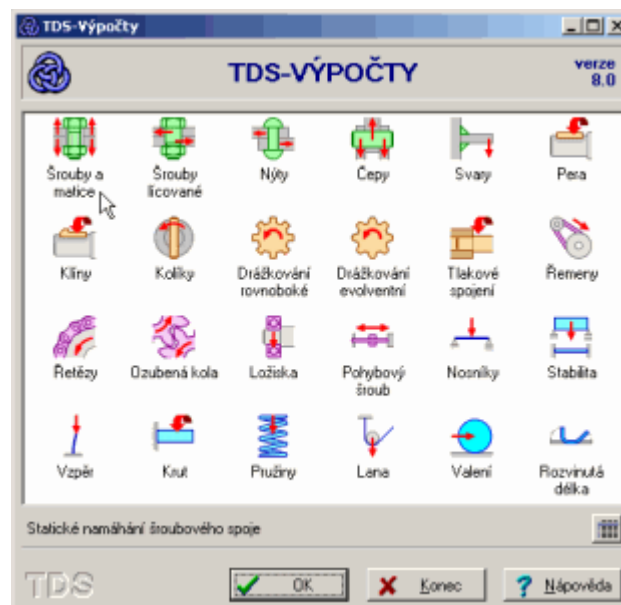 TDS-Výpočty
TDS-VÝPOČTY
verze
8.0
Šrouby a
matice
Šrouby
lícované
Nýty
Čepy
Svary
Pera
Klíny
Kolíky
Drážkování
rovnoboké
Drážkování
evolventní
Tlakové
spojení
Řemeny
Řetězy
Ozubená kola
Ložiska
Pohybový
šroub
Nosníky
Stabilita
Vzpěr
Krut
Pružiny
Lana
Valení
Rozvinutá
délka
Statické namáhání šroubového spoje
TDS
OK
Konec
Nápověda